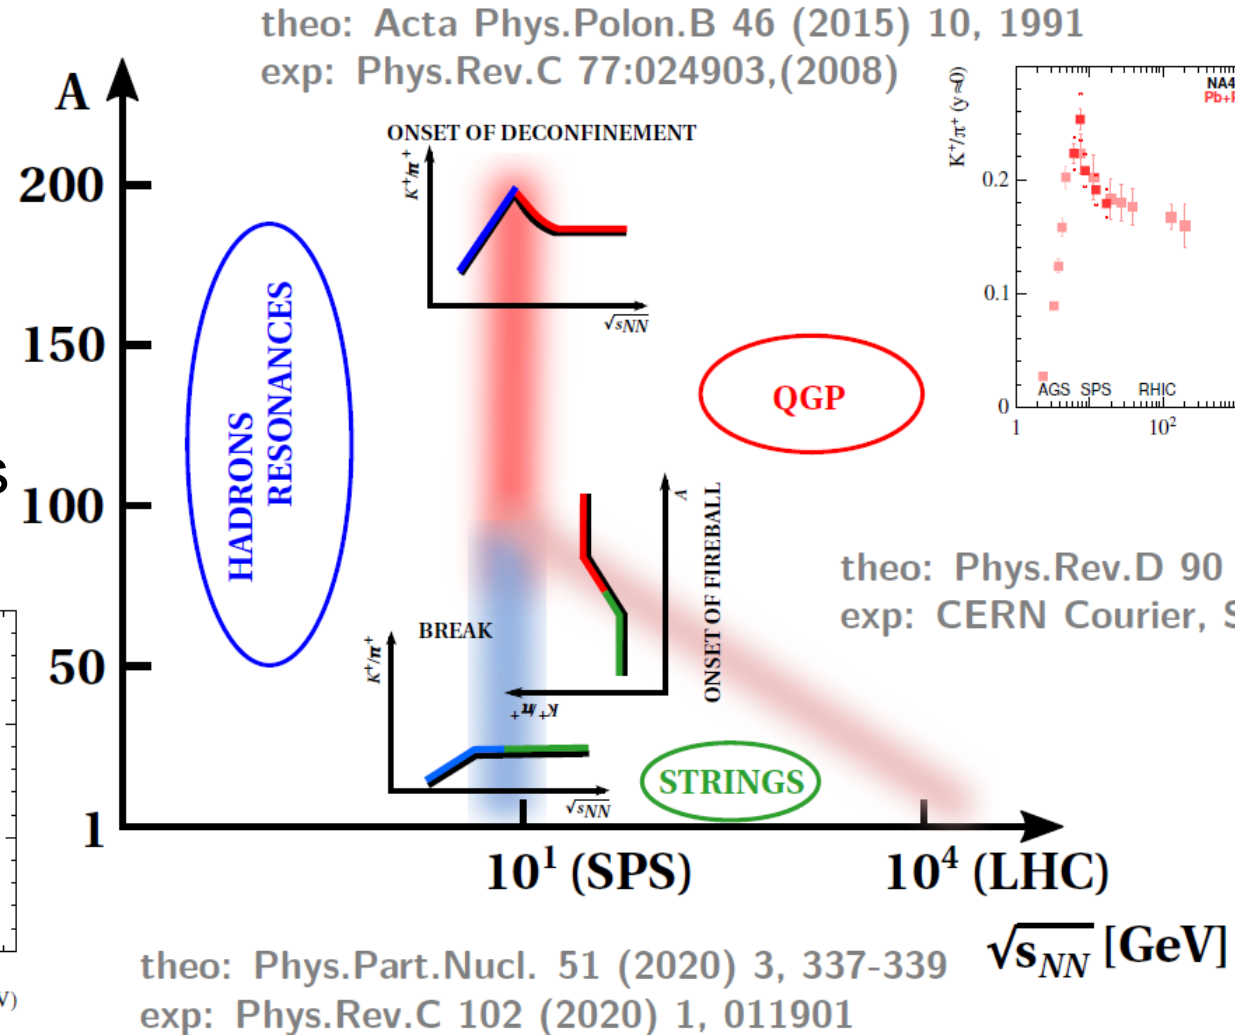 theo: Acta Phys.Polon.B 46 (2015) 10, 1991
exp: Phys.Rev.C 77:024903,(2008)
A
200
150
100
50
1
ONSET OF DECONFINEMENT
K⁺/π⁺
√sNN
HADRONS
RESONANCES
QGP
K⁺/π⁺ (y≈0)
NA4
Pb+P
0.2
0.1
0
AGS SPS RHIC
1
10²
s
A
K⁺/π⁺
ONSET OF FIREBALL
theo: Phys.Rev.D 90
exp: CERN Courier, S
BREAK
K⁺/π⁺
√sNN
STRINGS
10¹ (SPS)
10⁴ (LHC)
√sNN [GeV]
theo: Phys.Part.Nucl. 51 (2020) 3, 337-339
exp: Phys.Rev.C 102 (2020) 1, 011901
V)